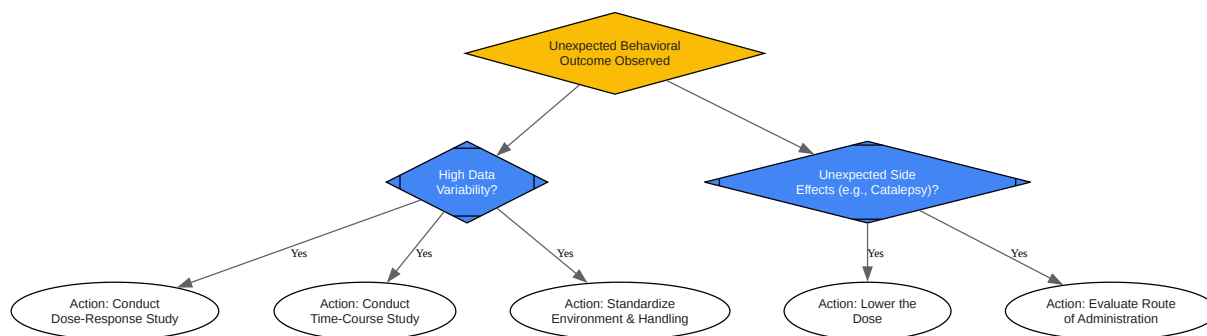 Unexpected Behavioral
Outcome Observed
High Data
Variability?
Unexpected Side
Effects (e.g., Catalepsy)?
Yes
Yes
Yes
Yes
Yes
Action: Conduct
Dose-Response Study
Action: Conduct
Time-Course Study
Action: Standardize
Environment & Handling
Action: Lower the
Dose
Action: Evaluate Route
of Administration